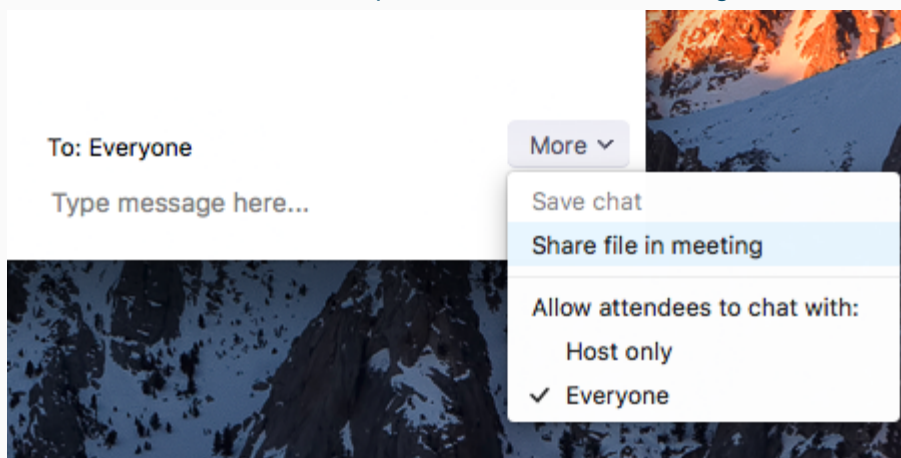 To: Everyone
More
Type message here...
Save chat
Share file in meeting
Allow attendees to chat with:
Host only
Everyone